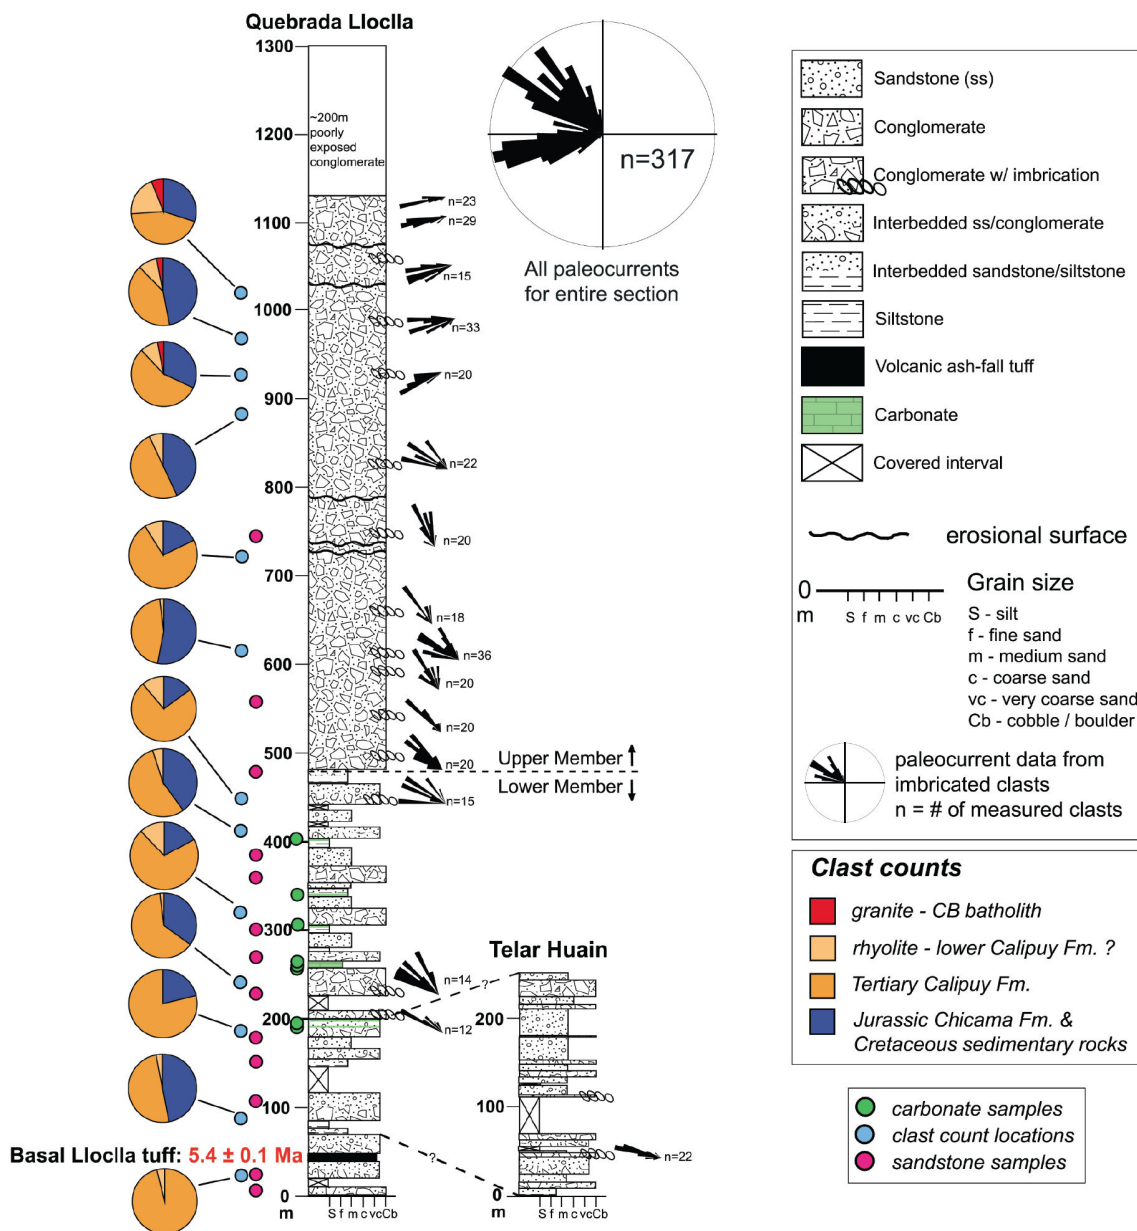 Quebrada Lloclla
1300
1200
1100
1000
900
800
700
600
500
400
300
200
100
0
m
~200m
poorly
exposed
conglomerate
n=23
n=29
n=15
n=33
n=20
n=22
n=20
n=18
n=36
n=20
n=20
n=20
n=15
n=14
n=12
Upper Member
Lower Member
?
?
Basal Lloclla tuff: 5.4 ± 0.1 Ma
S f m c vc Cb
n=317
All paleocurrents
for entire section
Telar Huain
200
100
0
m
n=22
S f m c vc Cb
Sandstone (ss)
Conglomerate
Conglomerate w/ imbrication
Interbedded ss/conglomerate
Interbedded sandstone/siltstone
Siltstone
Volcanic ash-fall tuff
Carbonate
Covered interval
erosional surface
0
m
S f m c vc Cb
Grain size
S - silt
f - fine sand
m - medium sand
c - coarse sand
vc - very coarse sand
Cb - cobble / boulder
paleocurrent data from
imbricated clasts
n = # of measured clasts
Clast counts
granite - CB batholith
rhyolite - lower Calipuy Fm. ?
Tertiary Calipuy Fm.
Jurassic Chicama Fm. &
Cretaceous sedimentary rocks
carbonate samples
clast count locations
sandstone samples